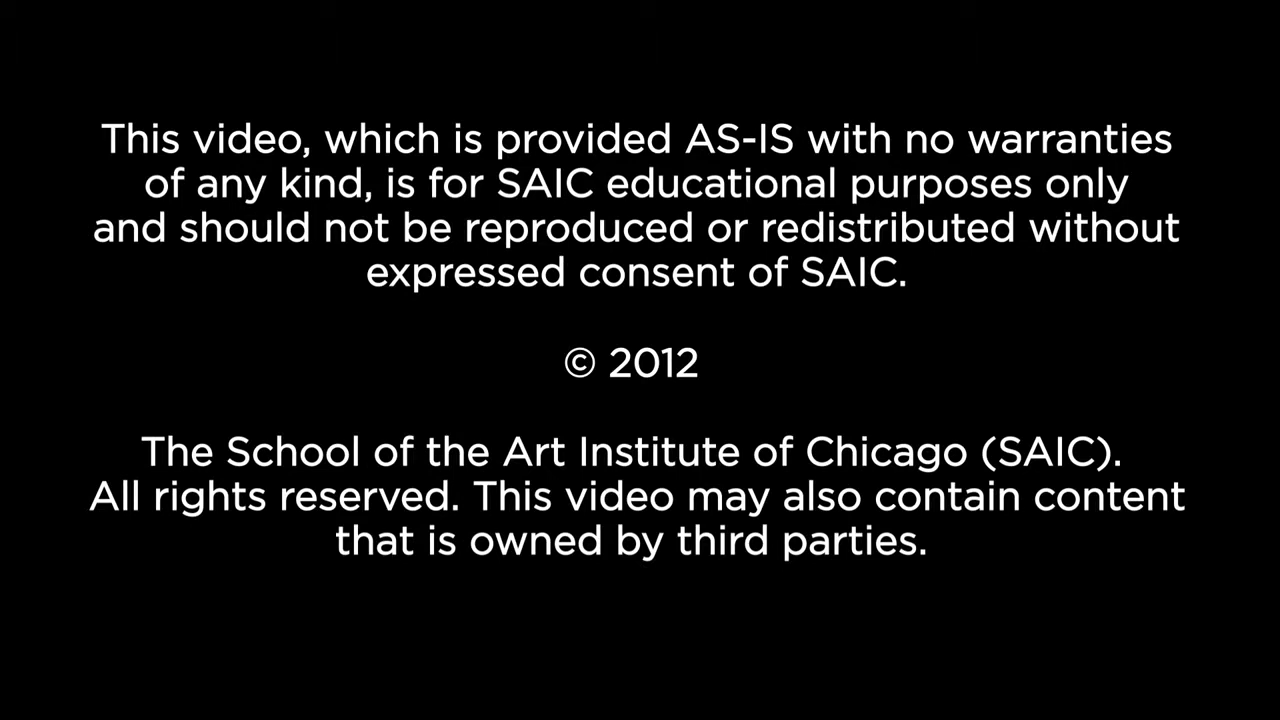 This video, which is provided AS-IS with no warranties
of any kind, is for SAIC educational purposes only
and should not be reproduced or redistributed without
expressed consent of SAIC.
© 2012
The School of the Art Institute of Chicago (SAIC).
All rights reserved. This video may also contain content
that is owned by third parties.